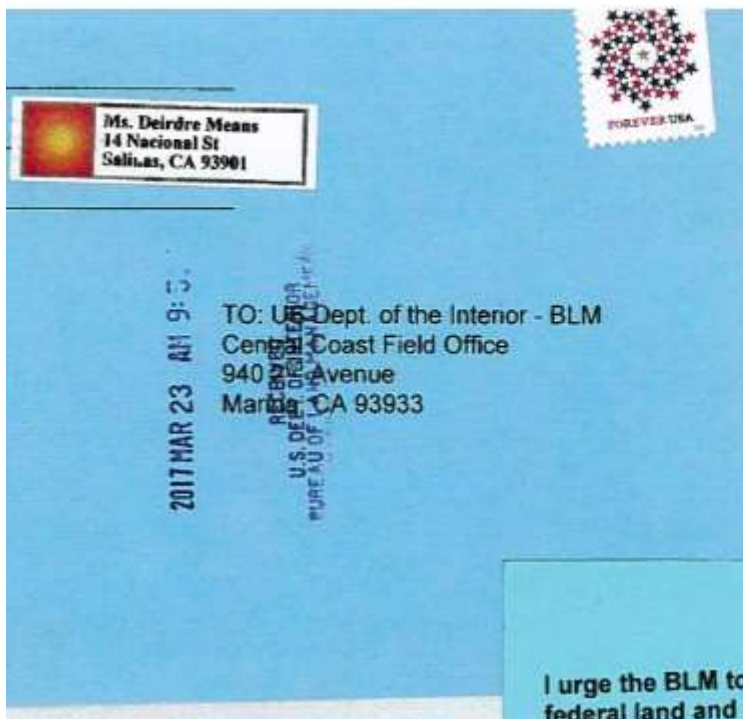 FOREVER USA
Ms. Deirdre Means
14 Nacional St
Salinas, CA 93901
2017 MAR 23 AM 9:
RECEIVED
U.S. DEPT. OF INTERIOR
BUREAU OF LAND MANAGEMENT
TO: US Dept. of the Interior - BLM
Central Coast Field Office
940 Avenue
Marina, CA 93933
I urge the BLM to
federal land and